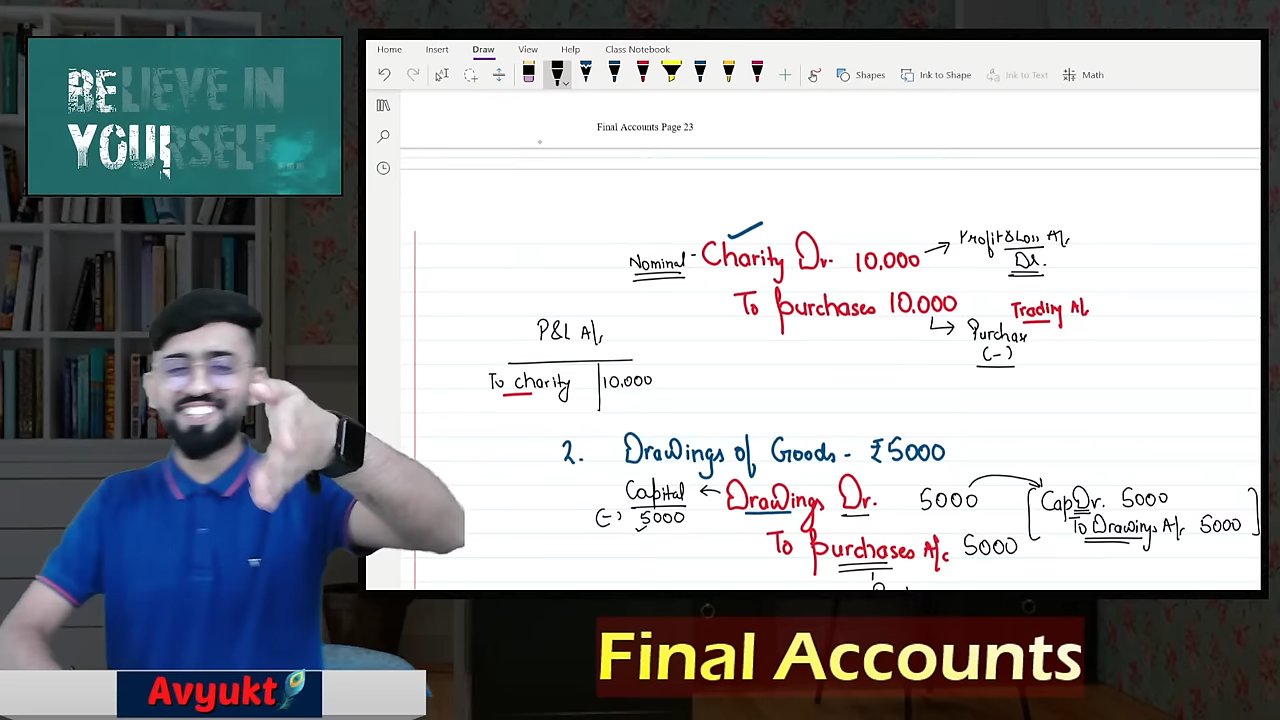 BELIEVE IN
YOURSELF...
Home Insert Draw View Help Class Notebook
Shapes Ink to Shape Ink to Text Math
Final Accounts Page 23
Nominal - Charity Dr. 10,000 → Profit & Loss A/c
Dr.
To purchases 10.000
Trading A/c
Purchase
(-)
P&L A/c
To charity 10,000
2. Drawings of Goods - ₹5000
Capital ← Drawings Dr. 5000
(-) 5000
Cap Dr. 5000
To Drawings A/c 5000
To purchases A/c 5000
Final Accounts
Avyukt